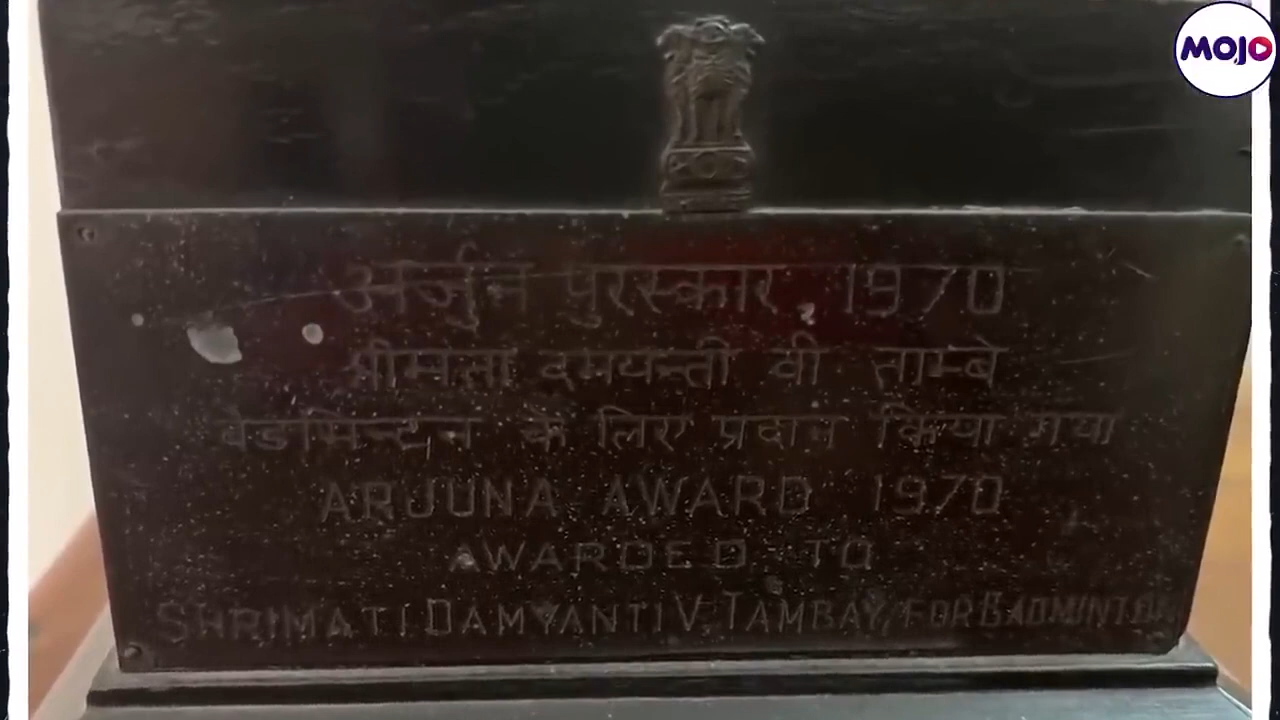 MOJO
अर्जुन पुरस्कार 1970
श्रीमती दमयन्ती वी ताम्बे
बेडमिन्टन के लिए प्रदान किया गया
ARJUNA AWARD 1970
AWARDED TO
SHRIMATI DAMYANTI V. TAMBAY, FOR BADMINTON